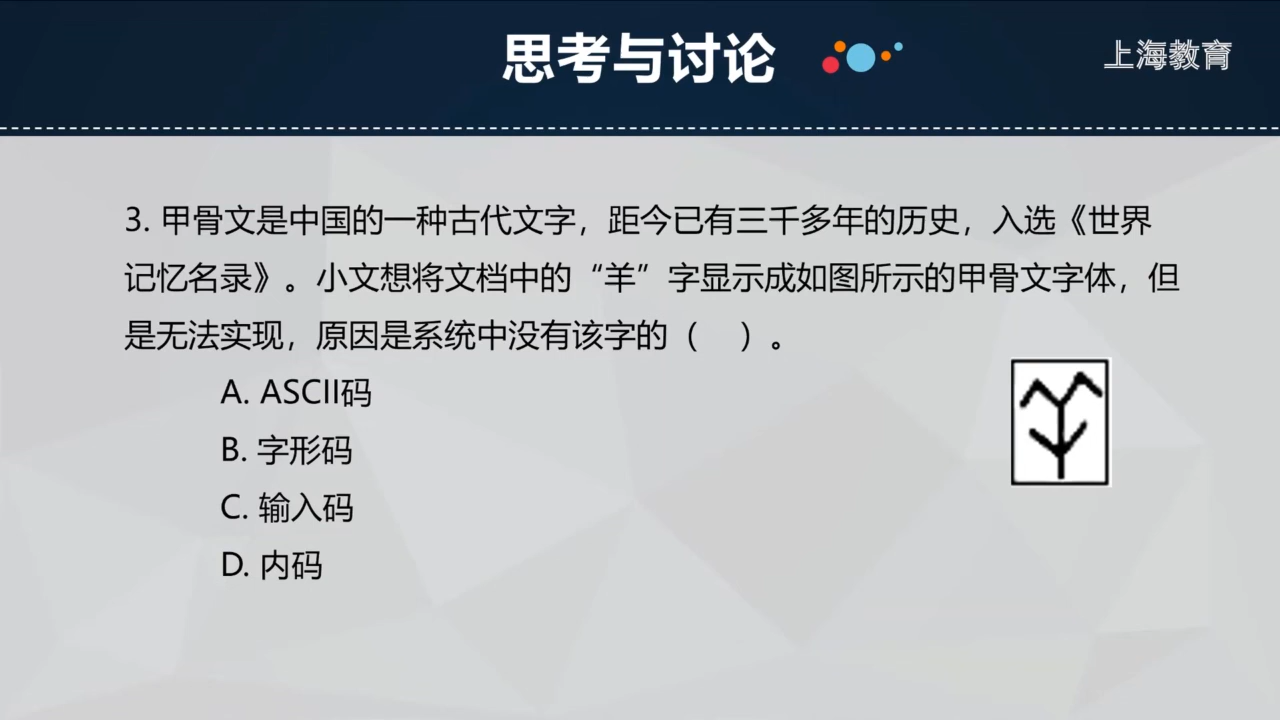 思考与讨论
上海教育
3. 甲骨文是中国的一种古代文字，距今已有三千多年的历史，入选《世界
记忆名录》。小文想将文档中的“羊”字显示成如图所示的甲骨文字体，但
是无法实现，原因是系统中没有该字的（    ）。
A. ASCII码
B. 字形码
C. 输入码
D. 内码